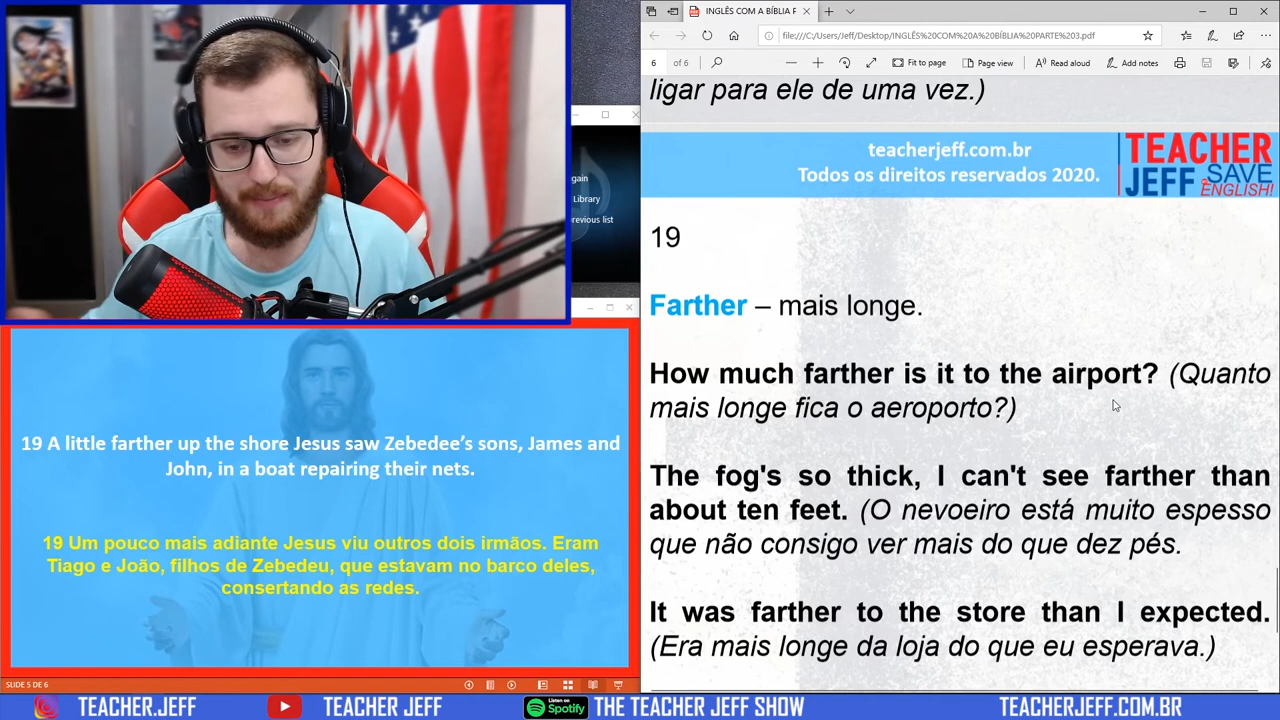 INGLÊS COM A BÍBLIA P
file:///C:/Users/Jeff/Desktop/INGLÊS%20COM%20A%20BÍBLIA%20PARTE%203.pdf
6 of 6
Fit to page
Page view
Read aloud
Add notes
ligar para ele de uma vez.)
teacherjeff.com.br
Todos os direitos reservados 2020.
TEACHER
JEFF SAVE
ENGLISH!
19
Farther – mais longe.
How much farther is it to the airport? (Quanto
mais longe fica o aeroporto?)
The fog's so thick, I can't see farther than
about ten feet. (O nevoeiro está muito espesso
que não consigo ver mais do que dez pés.
It was farther to the store than I expected.
(Era mais longe da loja do que eu esperava.)
gain
Library
revious list
19 A little farther up the shore Jesus saw Zebedee’s sons, James and
John, in a boat repairing their nets.
19 Um pouco mais adiante Jesus viu outros dois irmãos. Eram
Tiago e João, filhos de Zebedeu, que estavam no barco deles,
consertando as redes.
SLIDE 5 DE 6
TEACHER.JEFF
TEACHER JEFF
Listen on
Spotify
THE TEACHER JEFF SHOW
TEACHERJEFF.COM.BR